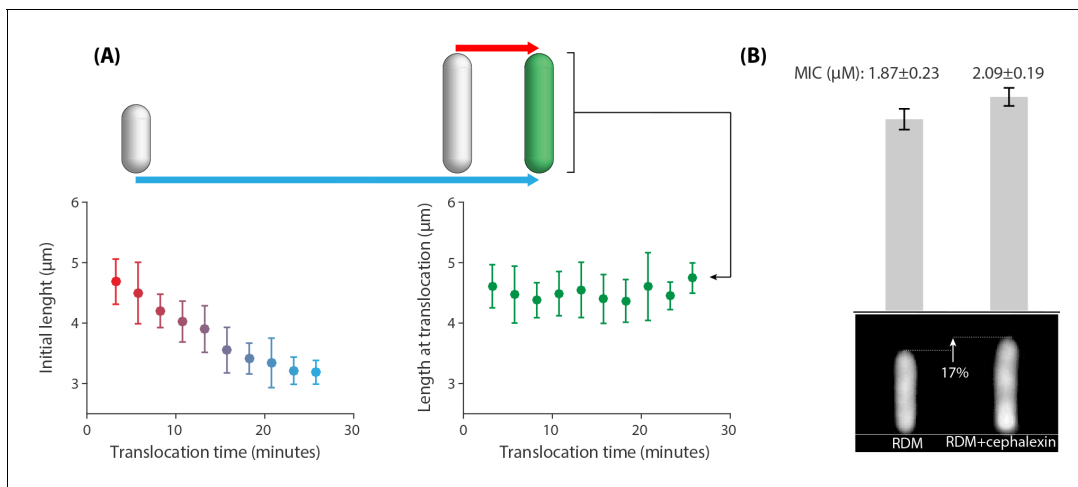 (A)
(B)
MIC (µM): 1.87±0.23
2.09±0.19
6
5
4
3
Initial lenght (µm)
0
10
20
30
Translocation time (minutes)
6
5
4
3
Length at translocation (µm)
0
10
20
30
Translocation time (minutes)
17%
RDM
RDM+cephalexin